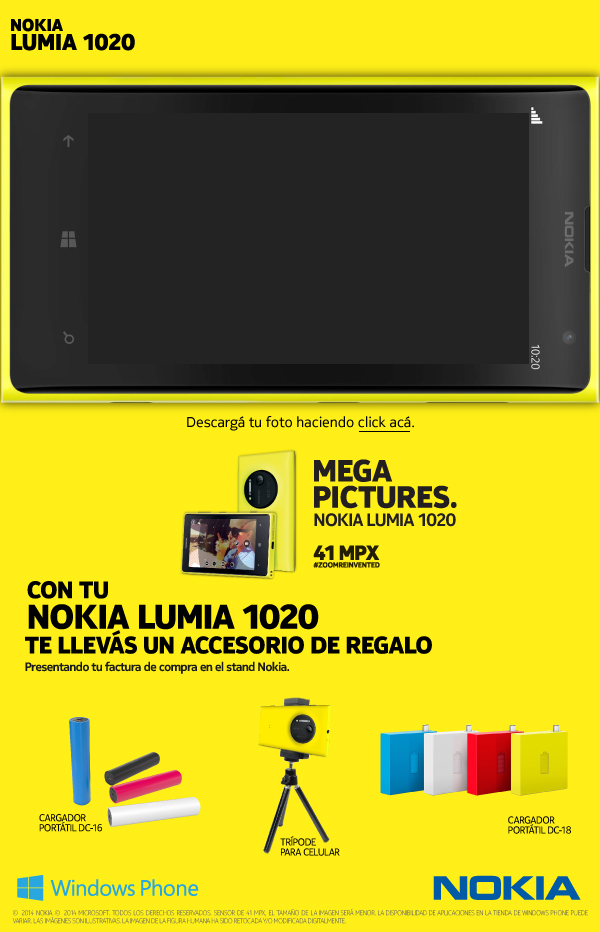 NOKIA
LUMIA 1020
NOKIA
10:20
Descargá tu foto haciendo click acá.
MEGA
PICTURES.
NOKIA LUMIA 1020
41 MPX
#ZOOMREINVENTED
CON TU
NOKIA LUMIA 1020
TE LLEVÁS UN ACCESORIO DE REGALO
Presentando tu factura de compra en el stand Nokia.
CARGADOR
PORTÁTIL DC-16
TRÍPODE
PARA CELULAR
CARGADOR
PORTÁTIL DC-18
Windows Phone
NOKIA
© 2014 NOKIA. © 2014 MICROSOFT. TODOS LOS DERECHOS RESERVADOS. SENSOR DE 41 MPX, EL TAMAÑO DE LA IMAGEN SERÁ MENOR. LA DISPONIBILIDAD DE APLICACIONES EN LA TIENDA DE WINDOWS PHONE PUEDE
VARIAR. LAS IMÁGENES SON ILUSTRATIVAS. LA IMAGEN DE LA FIGURA HUMANA HA SIDO RETOCADA Y/O MODIFICADA DIGITALMENTE.